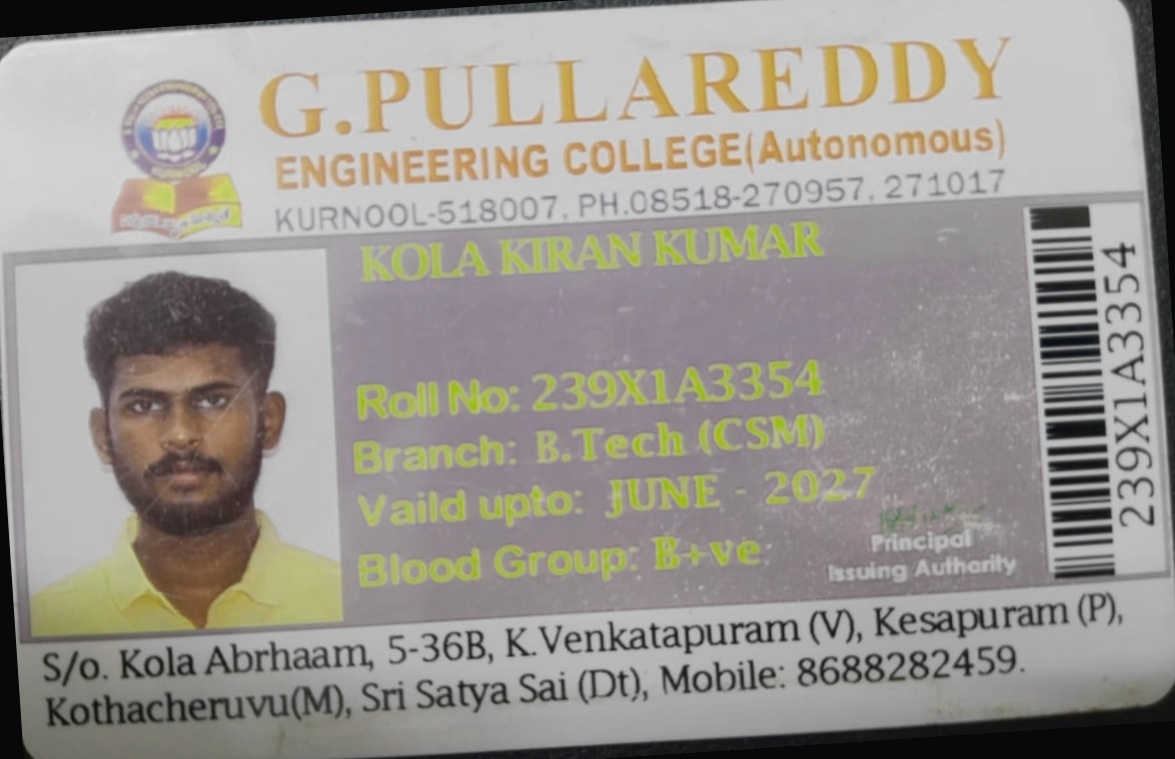 G.PULLAREDDY
ENGINEERING COLLEGE(Autonomous)
KURNOOL-518007, PH.08518-270957, 271017
KOLA KIRAN KUMAR
Roll No: 239X1A3354
Branch: B.Tech (CSM)
Vaild upto: JUNE - 2027
Blood Group: B+ve
Principal
Issuing Authority
239X1A3354
S/o. Kola Abrhaam, 5-36B, K.Venkatapuram (V), Kesapuram (P),
Kothacheruvu(M), Sri Satya Sai (Dt), Mobile: 8688282459.